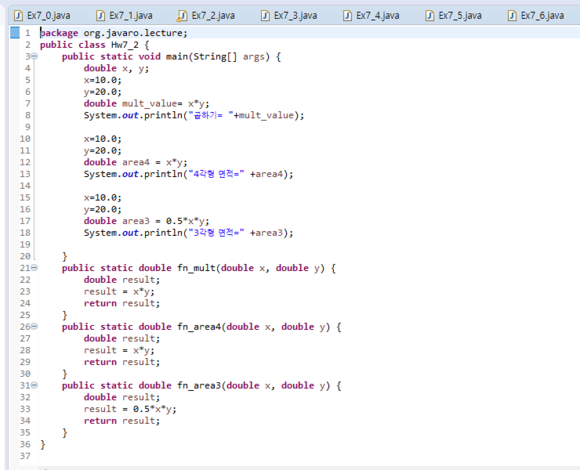 Ex7_0.java Ex7_1.java Ex7_2.java Ex7_3.java Ex7_4.java Ex7_5.java Ex7_6.java
1 package org.javaro.lecture;
2 public class Hw7_2 {
3 public static void main(String[] args) {
4 double x, y;
5 x=10.0;
6 y=20.0;
7 double mult_value= x*y;
8 System.out.println("곱하기= "+mult_value);
9
10 x=10.0;
11 y=20.0;
12 double area4 = x*y;
13 System.out.println("4각형 면적=" +area4);
14
15 x=10.0;
16 y=20.0;
17 double area3 = 0.5*x*y;
18 System.out.println("3각형 면적=" +area3);
19
20 }
21 public static double fn_mult(double x, double y) {
22 double result;
23 result = x*y;
24 return result;
25 }
26 public static double fn_area4(double x, double y) {
27 double result;
28 result = x*y;
29 return result;
30 }
31 public static double fn_area3(double x, double y) {
32 double result;
33 result = 0.5*x*y;
34 return result;
35 }
36 }
37